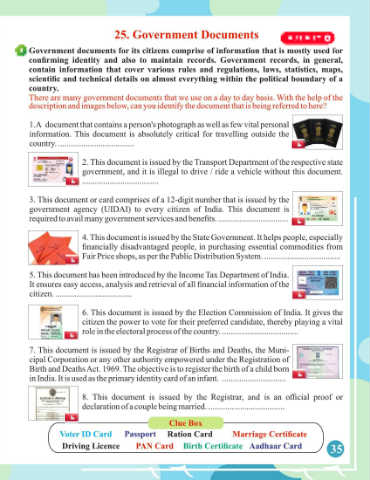 25. Government Documents
Government documents for its citizens comprise of information that is mostly used for
confirming identity and also to maintain records. Government records, in general,
contain information that cover various rules and regulations, laws, statistics, maps,
scientific and technical details on almost everything within the political boundary of a
country.
There are many government documents that we use on a day to day basis. With the help of the
description and images below, can you identify the document that is being referred to here?
1.A document that contains a person's photograph as well as few vital personal
information. This document is absolutely critical for travelling outside the
country. ....................................
2. This document is issued by the Transport Department of the respective state
government, and it is illegal to drive / ride a vehicle without this document.
....................................
3. This document or card comprises of a 12-digit number that is issued by the
government agency (UIDAI) to every citizen of India. This document is
required to avail many government services and benefits. ....................................
4. This document is issued by the State Government. It helps people, especially
financially disadvantaged people, in purchasing essential commodities from
Fair Price shops, as per the Public Distribution System. ....................................
5. This document has been introduced by the Income Tax Department of India.
It ensures easy access, analysis and retrieval of all financial information of the
citizen. ....................................
6. This document is issued by the Election Commission of India. It gives the
citizen the power to vote for their preferred candidate, thereby playing a vital
role in the electoral process of the country. ....................................
7. This document is issued by the Registrar of Births and Deaths, the Muni-
cipal Corporation or any other authority empowered under the Registration of
Birth and Deaths Act. 1969. The objective is to register the birth of a child born
in India. It is used as the primary identity card of an infant. ..............................
8. This document is issued by the Registrar, and is an official proof or
declaration of a couple being married. ....................................
Clue Box
Voter ID Card Passport Ration Card Marriage Certificate
Driving Licence PAN Card Birth Certificate Aadhaar Card
35